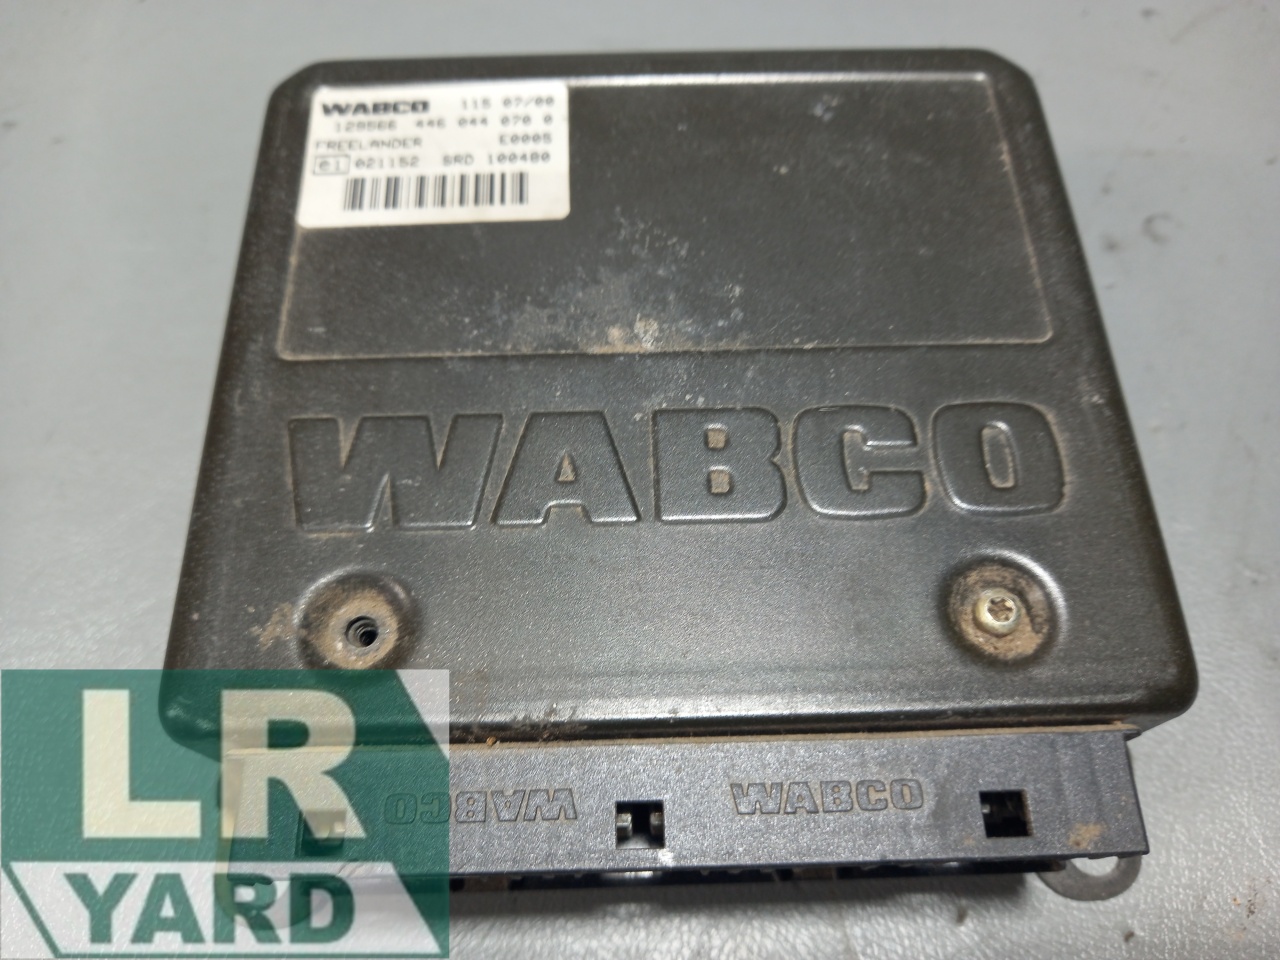 WABCO 115 07/00
129566 446 044 070 0
FREELANDER E0005
e1 021152 SRD 100480
WABCO
WABCO WABCO
LR
YARD